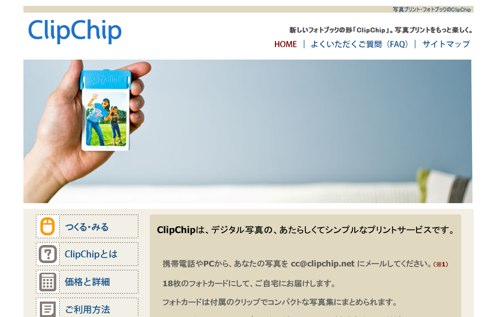 写真プリント・フォトブックのClipChip
ClipChip
新しいフォトブックの形「ClipChip」。写真プリントをもっと楽しく。
HOME | よくいただくご質問（FAQ） | サイトマップ
つくる・みる
ClipChipとは
価格と詳細
ご利用方法
ClipChipは、デジタル写真の、あたらしくてシンプルなプリントサービスです。
携帯電話やPCから、あなたの写真を cc@clipchip.net にメールしてください。(※1)
18枚のフォトカードにして、ご自宅にお届けします。
フォトカードは付属のクリップでコンパクトな写真集にまとめられます。